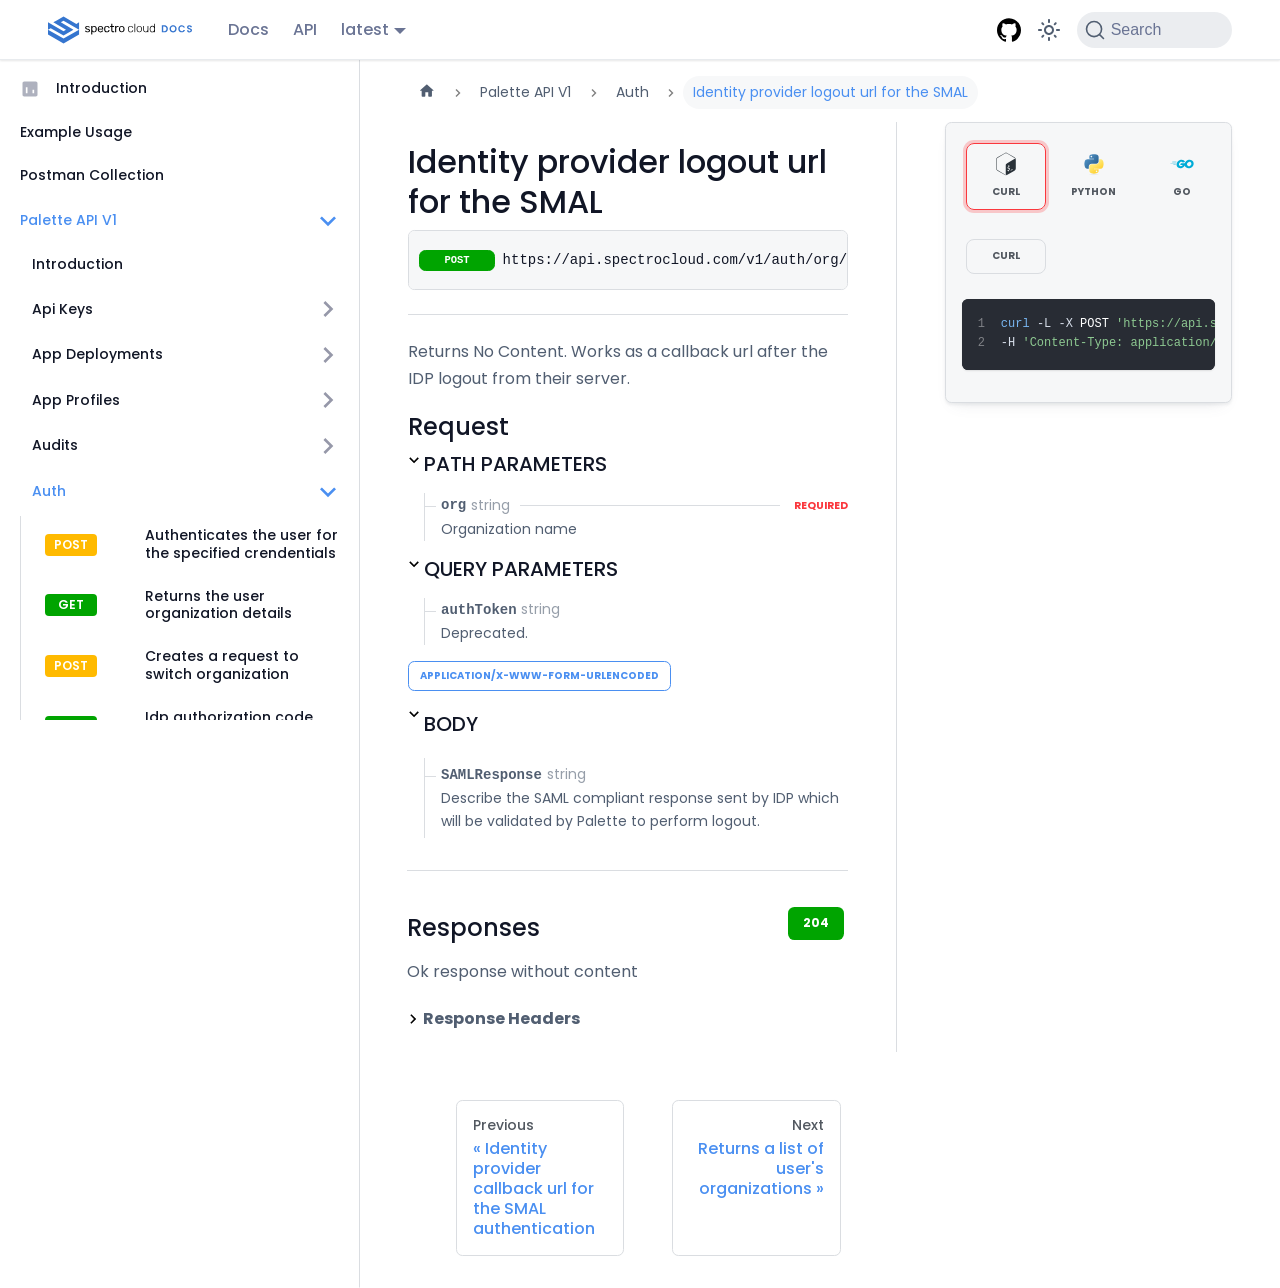 spectro cloud DOCS
Docs
API
latest
Search
Introduction
Example Usage
Postman Collection
Palette API V1
Introduction
Api Keys
App Deployments
App Profiles
Audits
Auth
POST
Authenticates the user for
the specified crendentials
GET
Returns the user
organization details
POST
Creates a request to
switch organization
Idp authorization code
Palette API V1
Auth
Identity provider logout url for the SMAL
Identity provider logout url
for the SMAL
POST https://api.spectrocloud.com/v1/auth/org/
Returns No Content. Works as a callback url after the
IDP logout from their server.
Request
PATH PARAMETERS
org string REQUIRED
Organization name
QUERY PARAMETERS
authToken string
Deprecated.
APPLICATION/X-WWW-FORM-URLENCODED
BODY
SAMLResponse string
Describe the SAML compliant response sent by IDP which
will be validated by Palette to perform logout.
Responses
204
Ok response without content
Response Headers
Previous
« Identity
provider
callback url for
the SMAL
authentication
Next
Returns a list of
user's
organizations »
CURL
PYTHON
GO
GO
CURL
1 curl -L -X POST 'https://api.s
2 -H 'Content-Type: application/